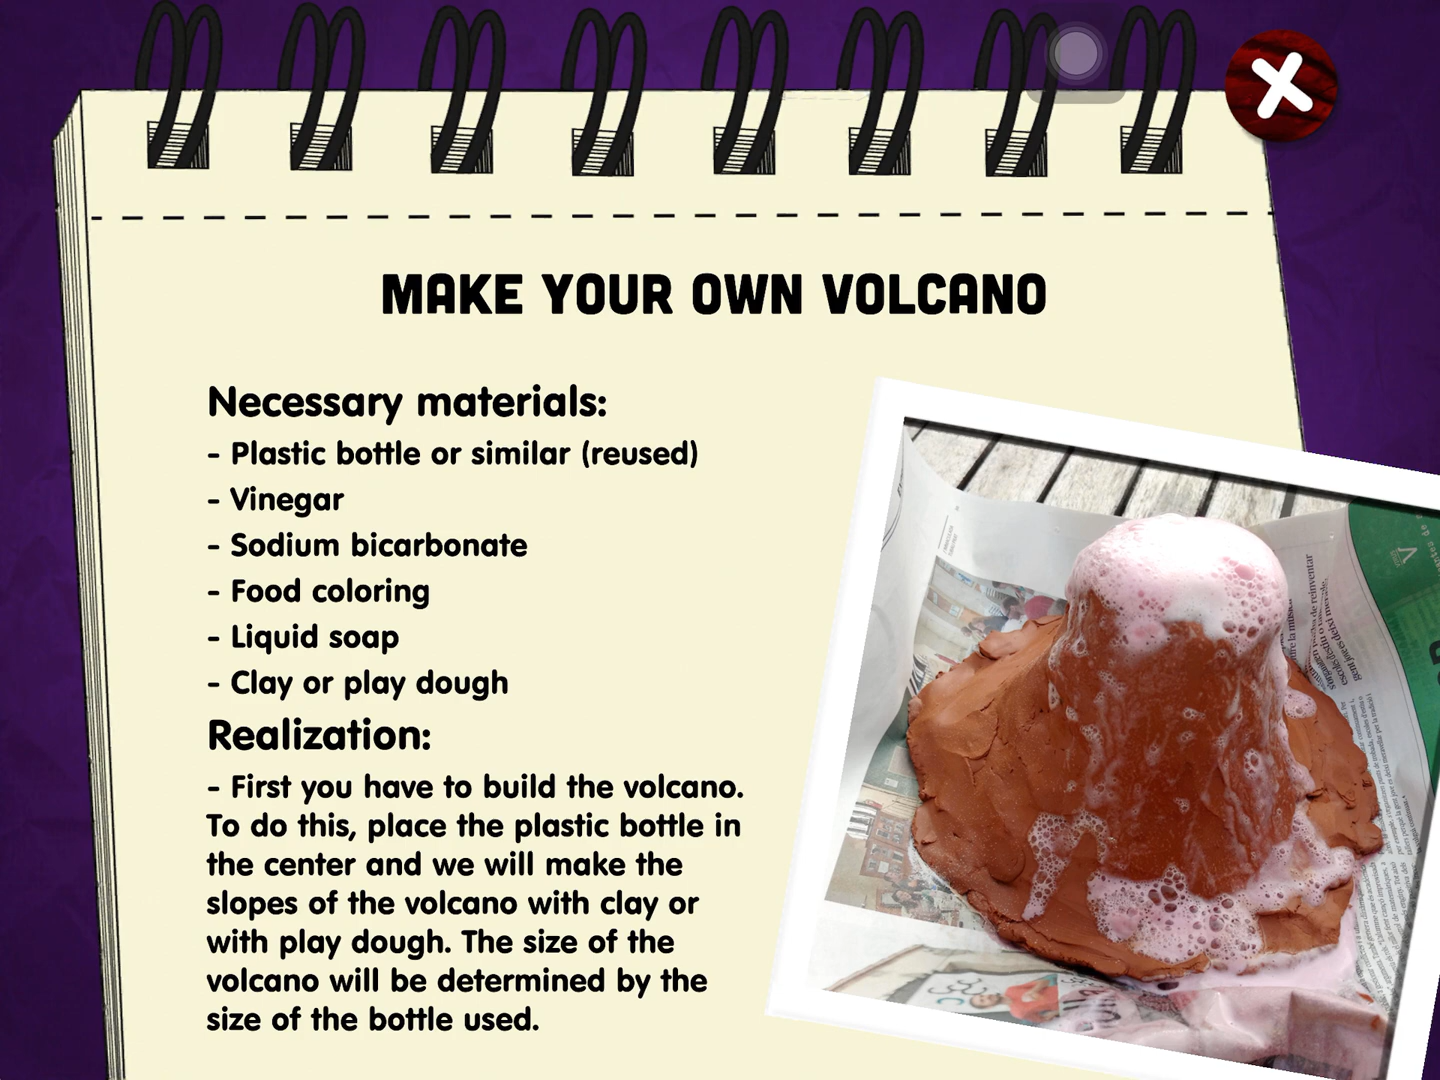 MAKE YOUR OWN VOLCANO
Necessary materials:
- Plastic bottle or similar (reused)
- Vinegar
- Sodium bicarbonate
- Food coloring
- Liquid soap
- Clay or play dough
Realization:
- First you have to build the volcano.
To do this, place the plastic bottle in
the center and we will make the
slopes of the volcano with clay or
with play dough. The size of the
volcano will be determined by the
size of the bottle used.